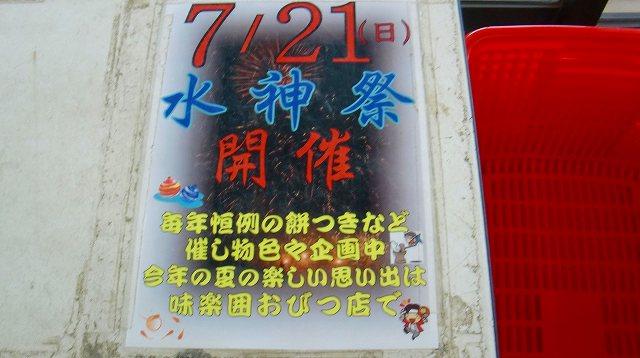 7/21(日)
水神祭
開催
毎年恒例の餅つきなど
催し物色々企画中
今年の夏の楽しい思い出は
味楽囲おびつ店で